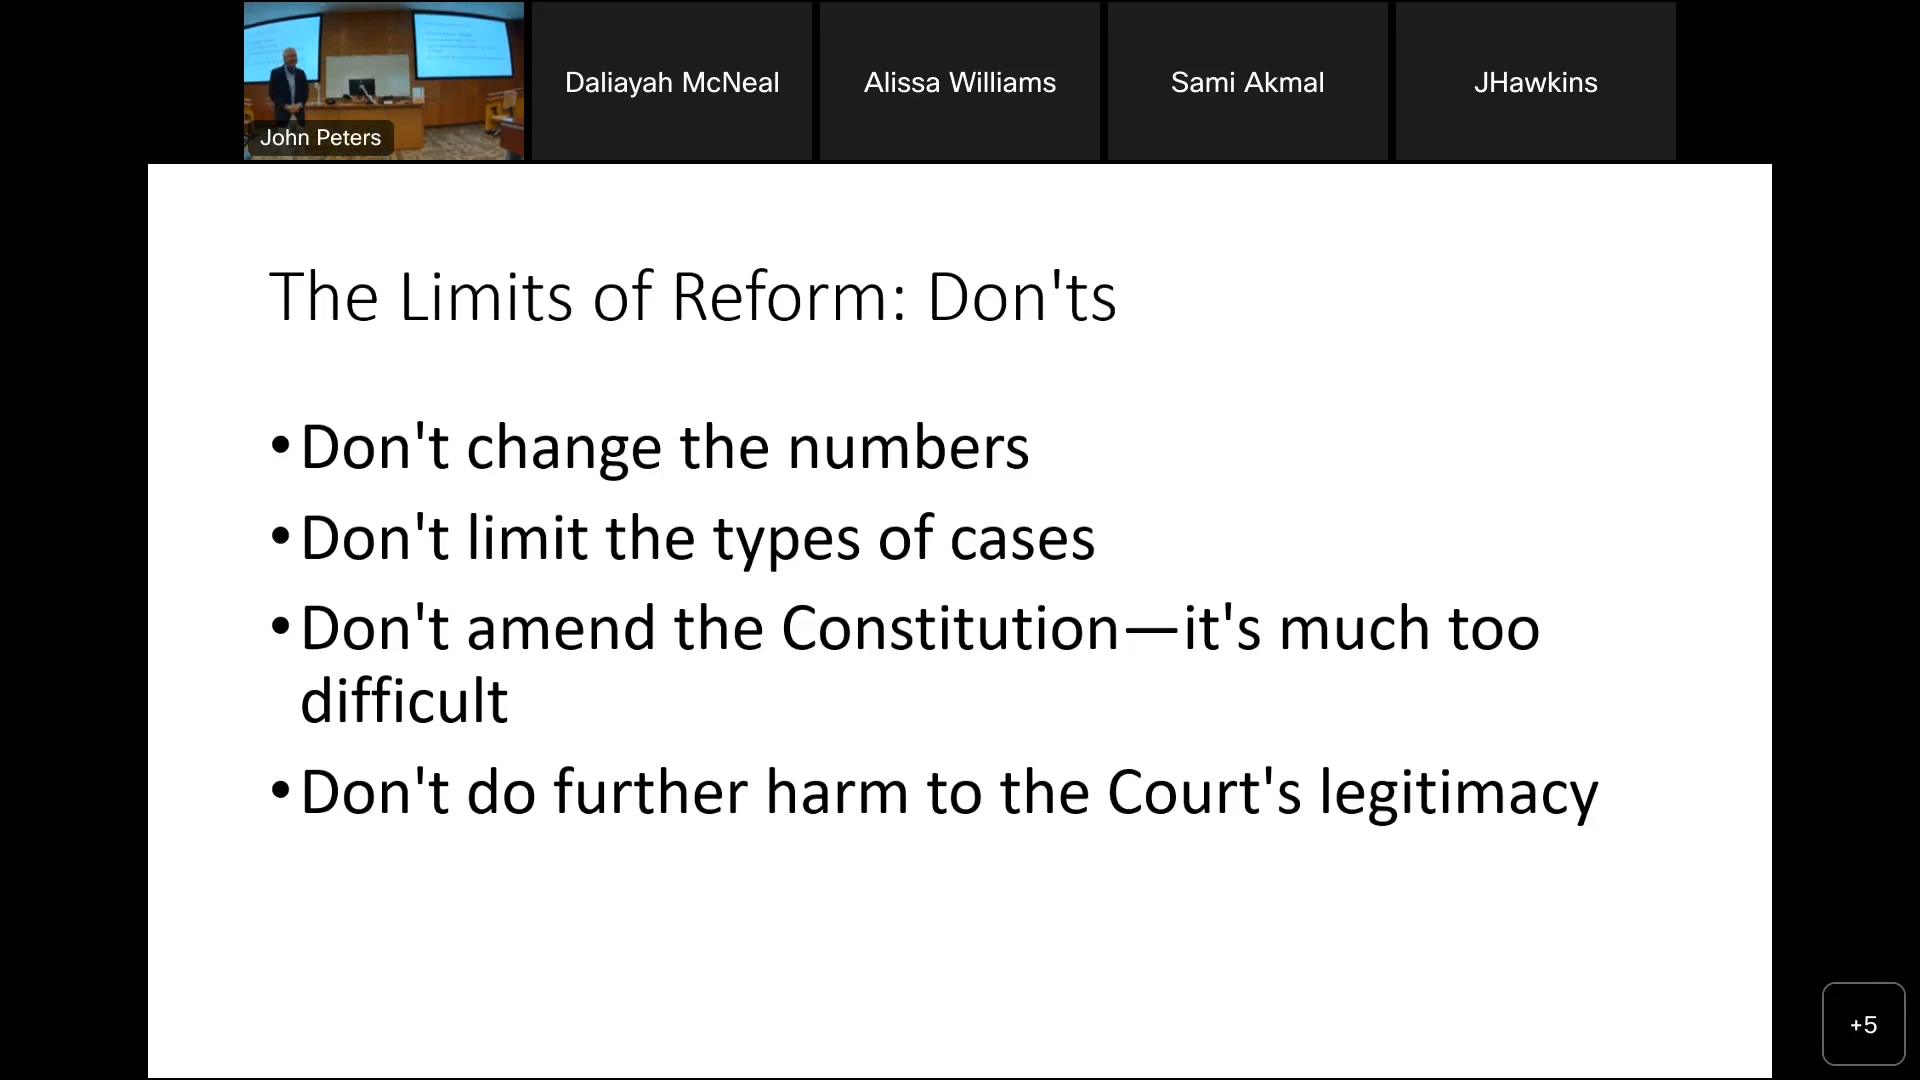 John Peters
Daliayah McNeal
Alissa Williams
Sami Akmal
JHawkins
The Limits of Reform: Don'ts
•Don't change the numbers
•Don't limit the types of cases
•Don't amend the Constitution—it's much too
difficult
•Don't do further harm to the Court's legitimacy
+5